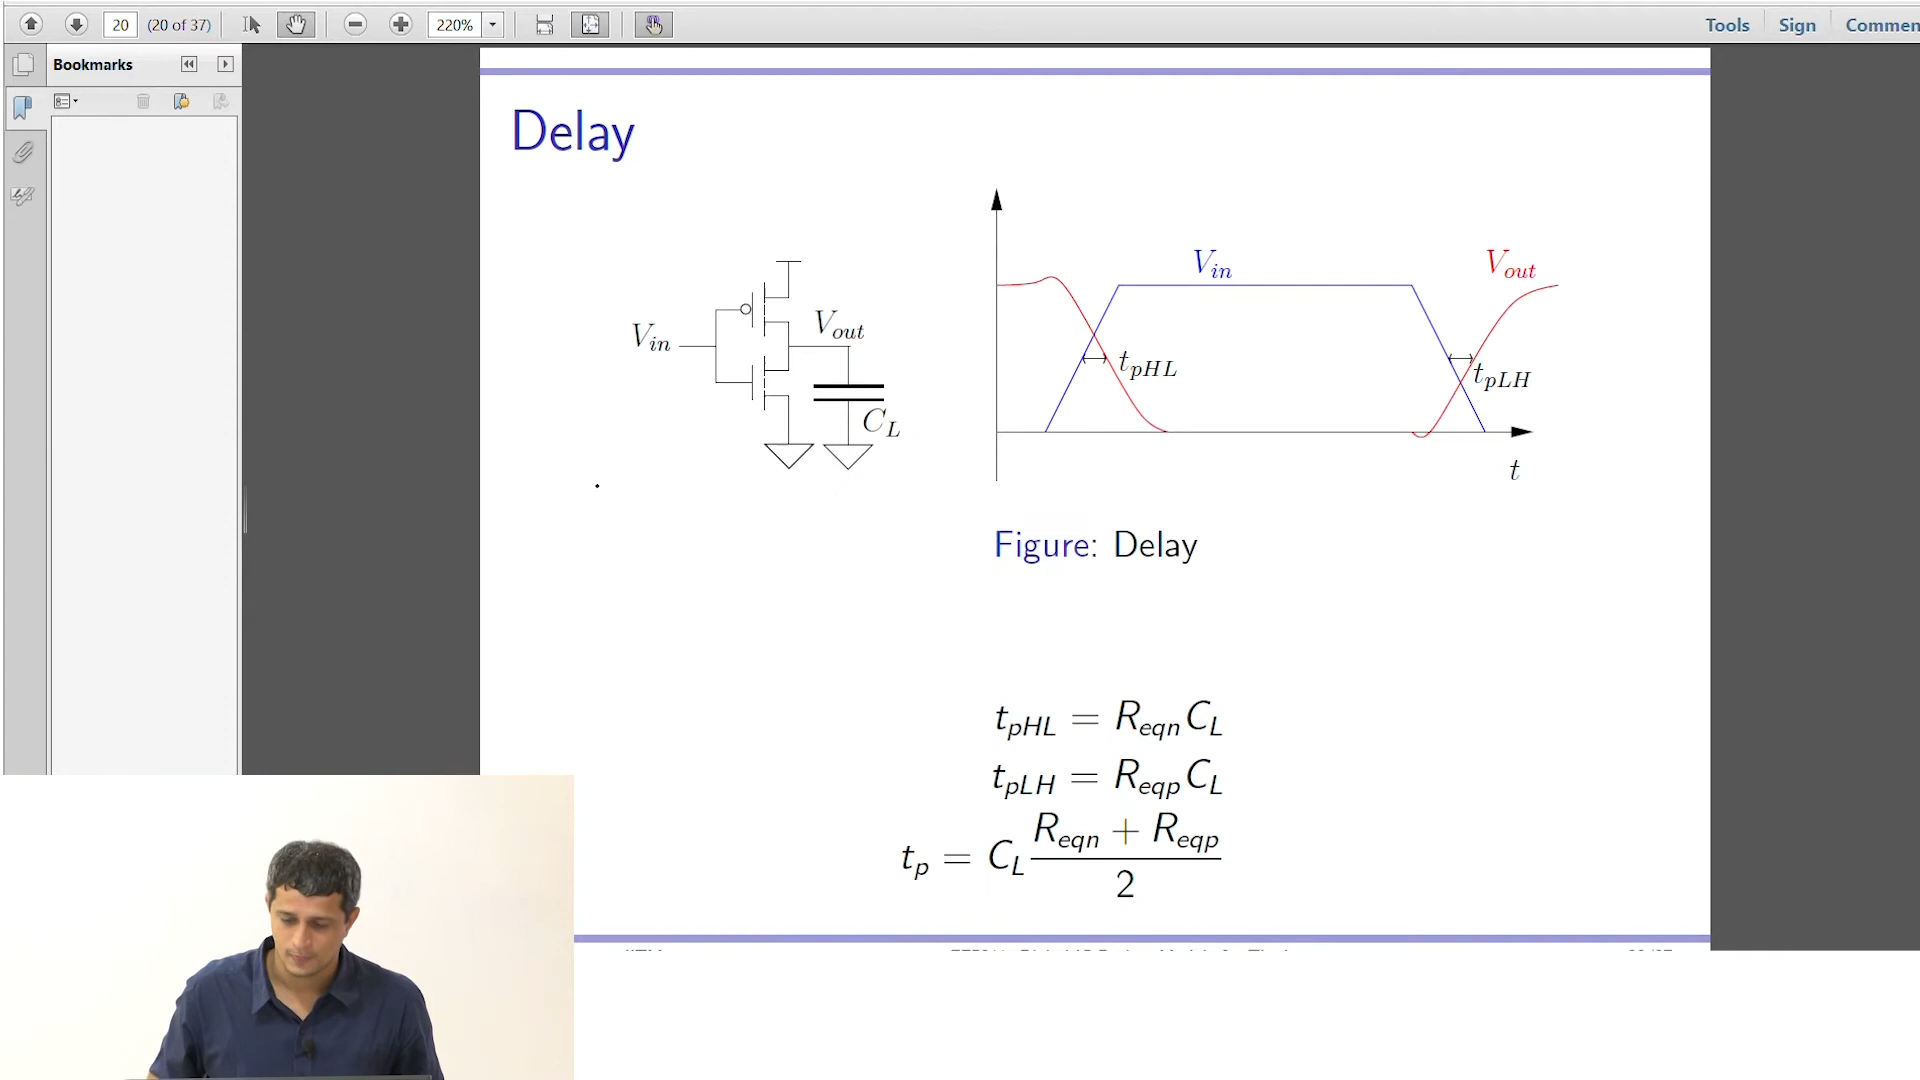 20 (20 of 37) 220% Tools Sign Commen
Bookmarks
Delay
V_in
V_out
C_L
V_in
V_out
t_pHL
t_pLH
t
Figure: Delay
t_pHL = R_eqn C_L
t_pLH = R_eqp C_L
t_p = C_L (R_eqn + R_eqp) / 2